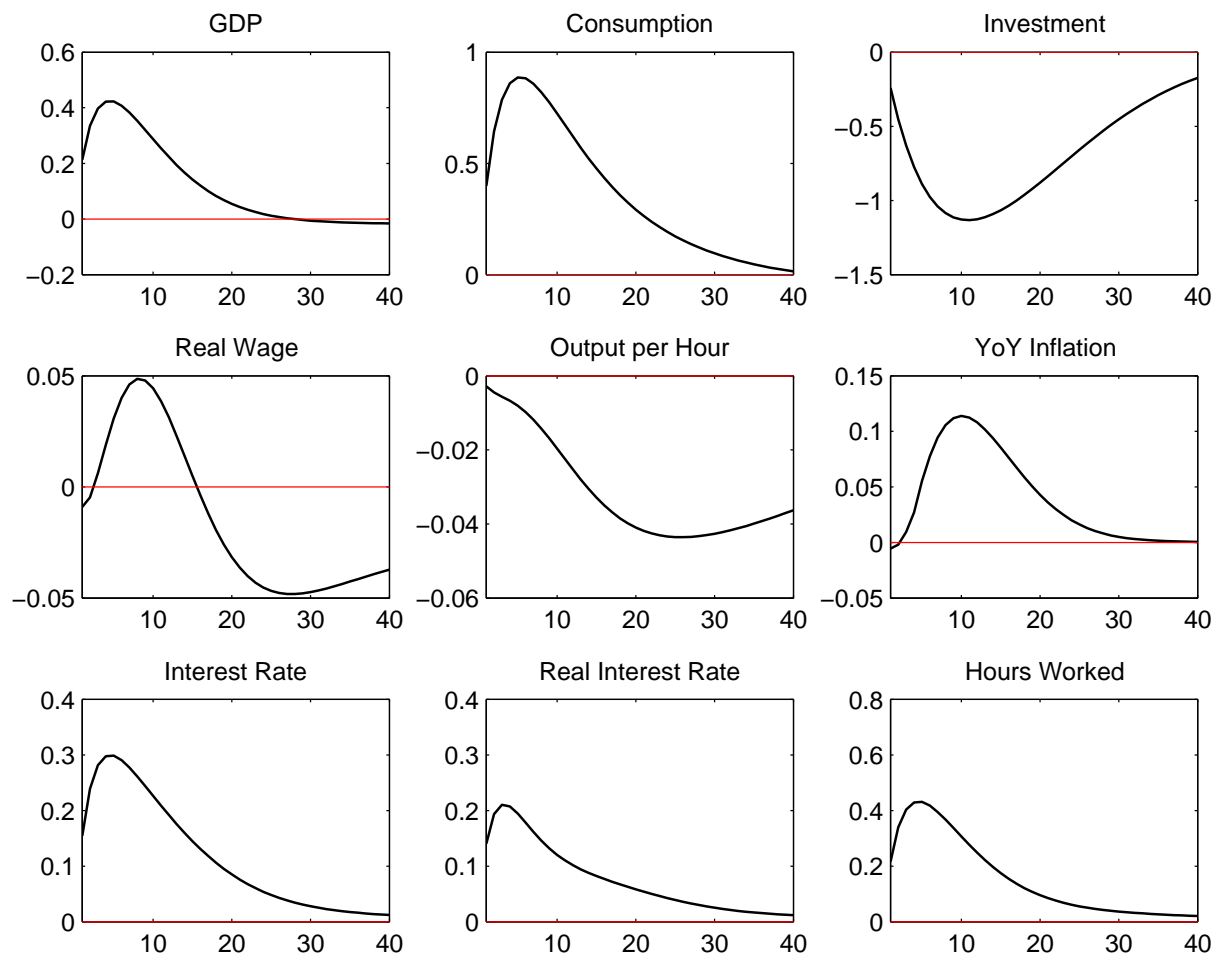 GDP
Consumption
Investment
0.6
0.4
0.2
0
−0.2
10 20 30 40
1
0.5
0
10 20 30 40
0
−0.5
−1
−1.5
10 20 30 40
Real Wage
Output per Hour
YoY Inflation
0.05
0
−0.05
10 20 30 40
0
−0.02
−0.04
−0.06
10 20 30 40
0.15
0.1
0.05
0
−0.05
10 20 30 40
Interest Rate
Real Interest Rate
Hours Worked
0.4
0.3
0.2
0.1
0
10 20 30 40
0.4
0.3
0.2
0.1
0
10 20 30 40
0.8
0.6
0.4
0.2
0
10 20 30 40